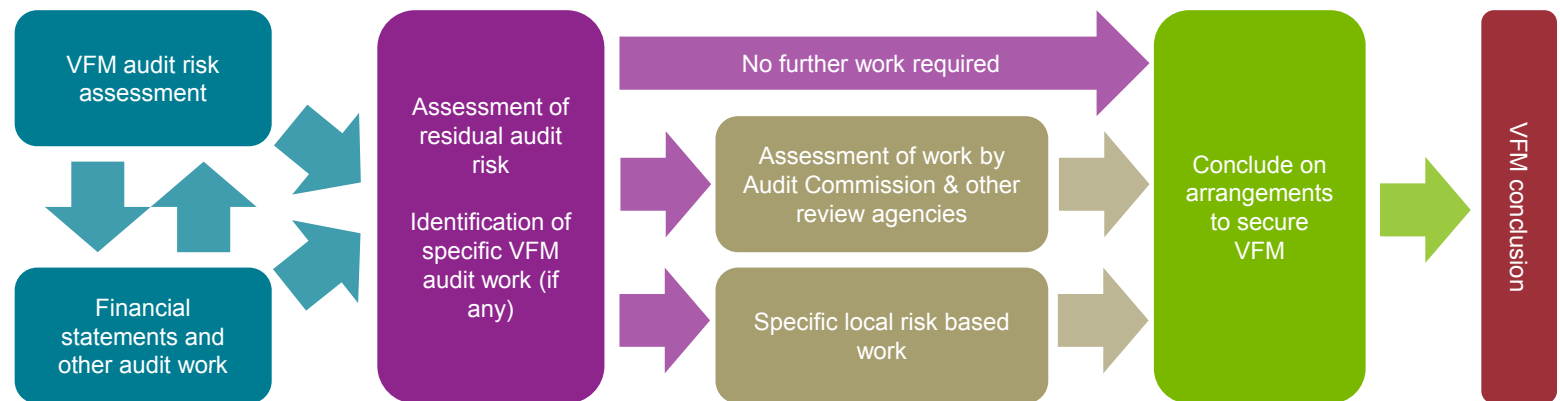 VFM audit risk
assessment
Financial
statements and
other audit work
Assessment of
residual audit
risk
Identification of
specific VFM
audit work (if
any)
No further work required
Assessment of work by
Audit Commission & other
review agencies
Specific local risk based
work
Conclude on
arrangements
to secure
VFM
VFM conclusion